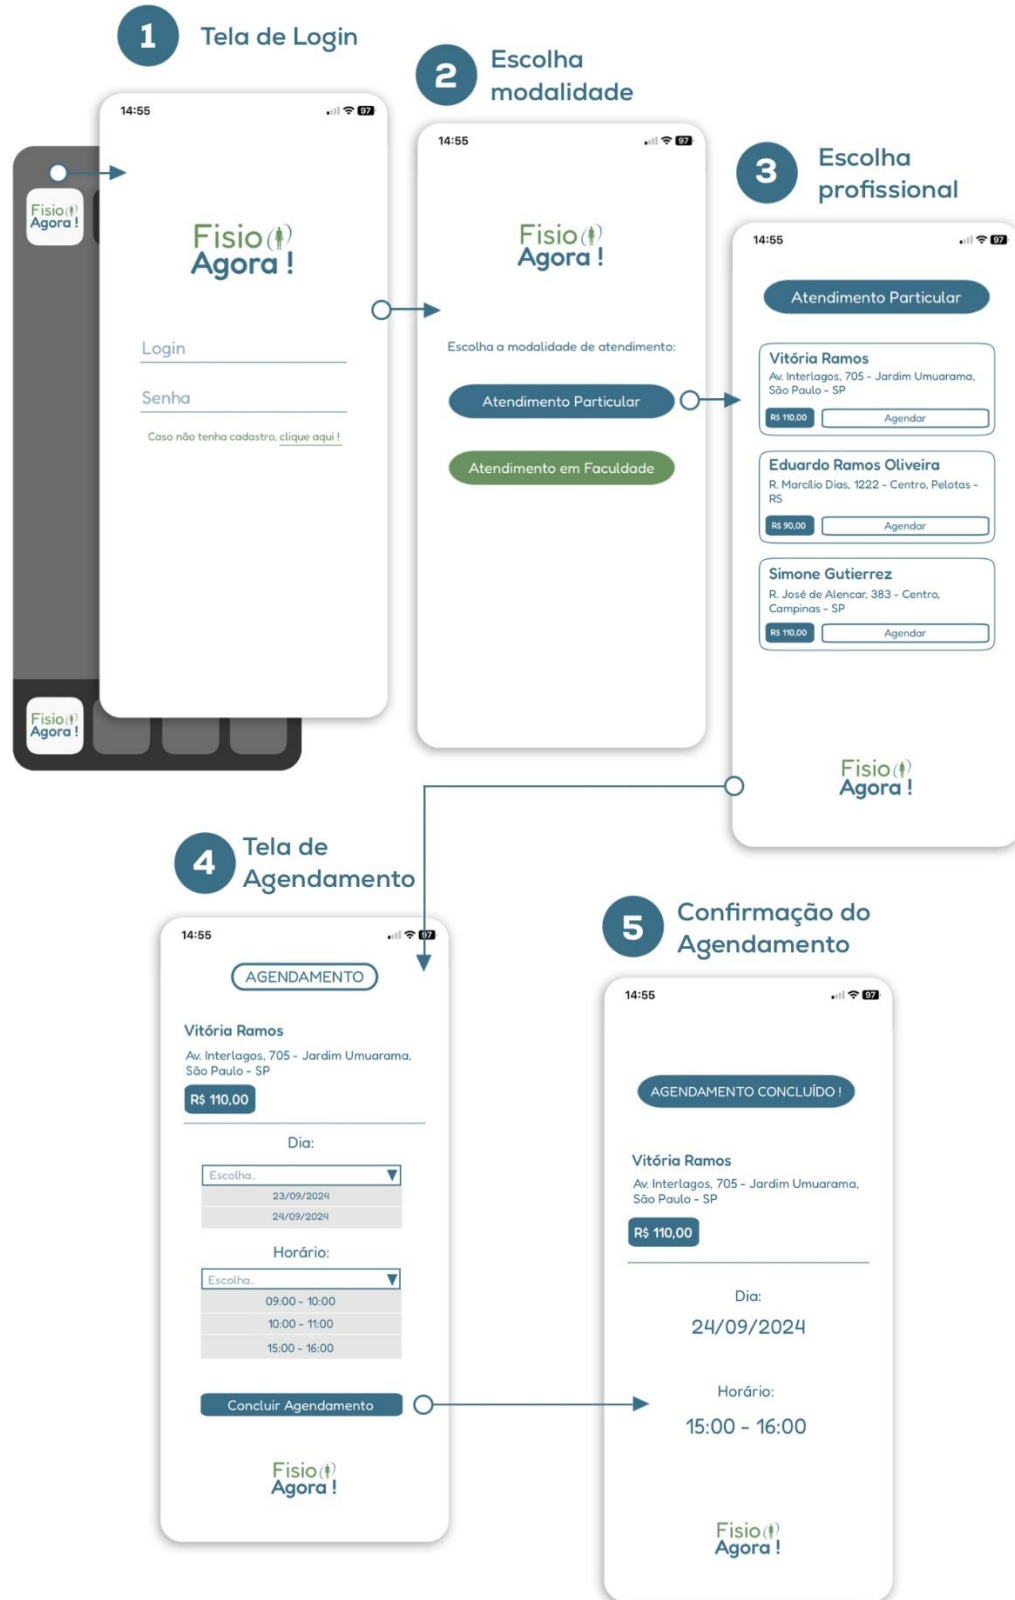 1
Tela de Login
14:55
97
Fisio
Agora !
Fisio
Agora !
Login
Senha
Caso não tenha cadastro, clique aqui !
Fisio
Agora !
2
Escolha
modalidade
14:55
97
Fisio
Agora !
Escolha a modalidade de atendimento:
Atendimento Particular
Atendimento em Faculdade
3
Escolha
profissional
14:55
97
Atendimento Particular
Vitória Ramos
Av. Interlagos, 705 - Jardim Umuarama,
São Paulo - SP
R$ 110,00
Agendar
Eduardo Ramos Oliveira
R. Marcílio Dias, 1222 - Centro, Pelotas -
RS
R$ 90,00
Agendar
Simone Gutierrez
R. José de Alencar, 383 - Centro,
Campinas - SP
R$ 110,00
Agendar
Fisio
Agora !
4
Tela de
Agendamento
14:55
97
AGENDAMENTO
Vitória Ramos
Av. Interlagos, 705 - Jardim Umuarama,
São Paulo - SP
R$ 110,00
Dia:
Escolha..
23/09/2024
24/09/2024
Horário:
Escolha..
09:00 - 10:00
10:00 - 11:00
15:00 - 16:00
Concluir Agendamento
Fisio
Agora !
5
Confirmação do
Agendamento
14:55
97
AGENDAMENTO CONCLUÍDO !
Vitória Ramos
Av. Interlagos, 705 - Jardim Umuarama,
São Paulo - SP
R$ 110,00
Dia:
24/09/2024
Horário:
15:00 - 16:00
Fisio
Agora !